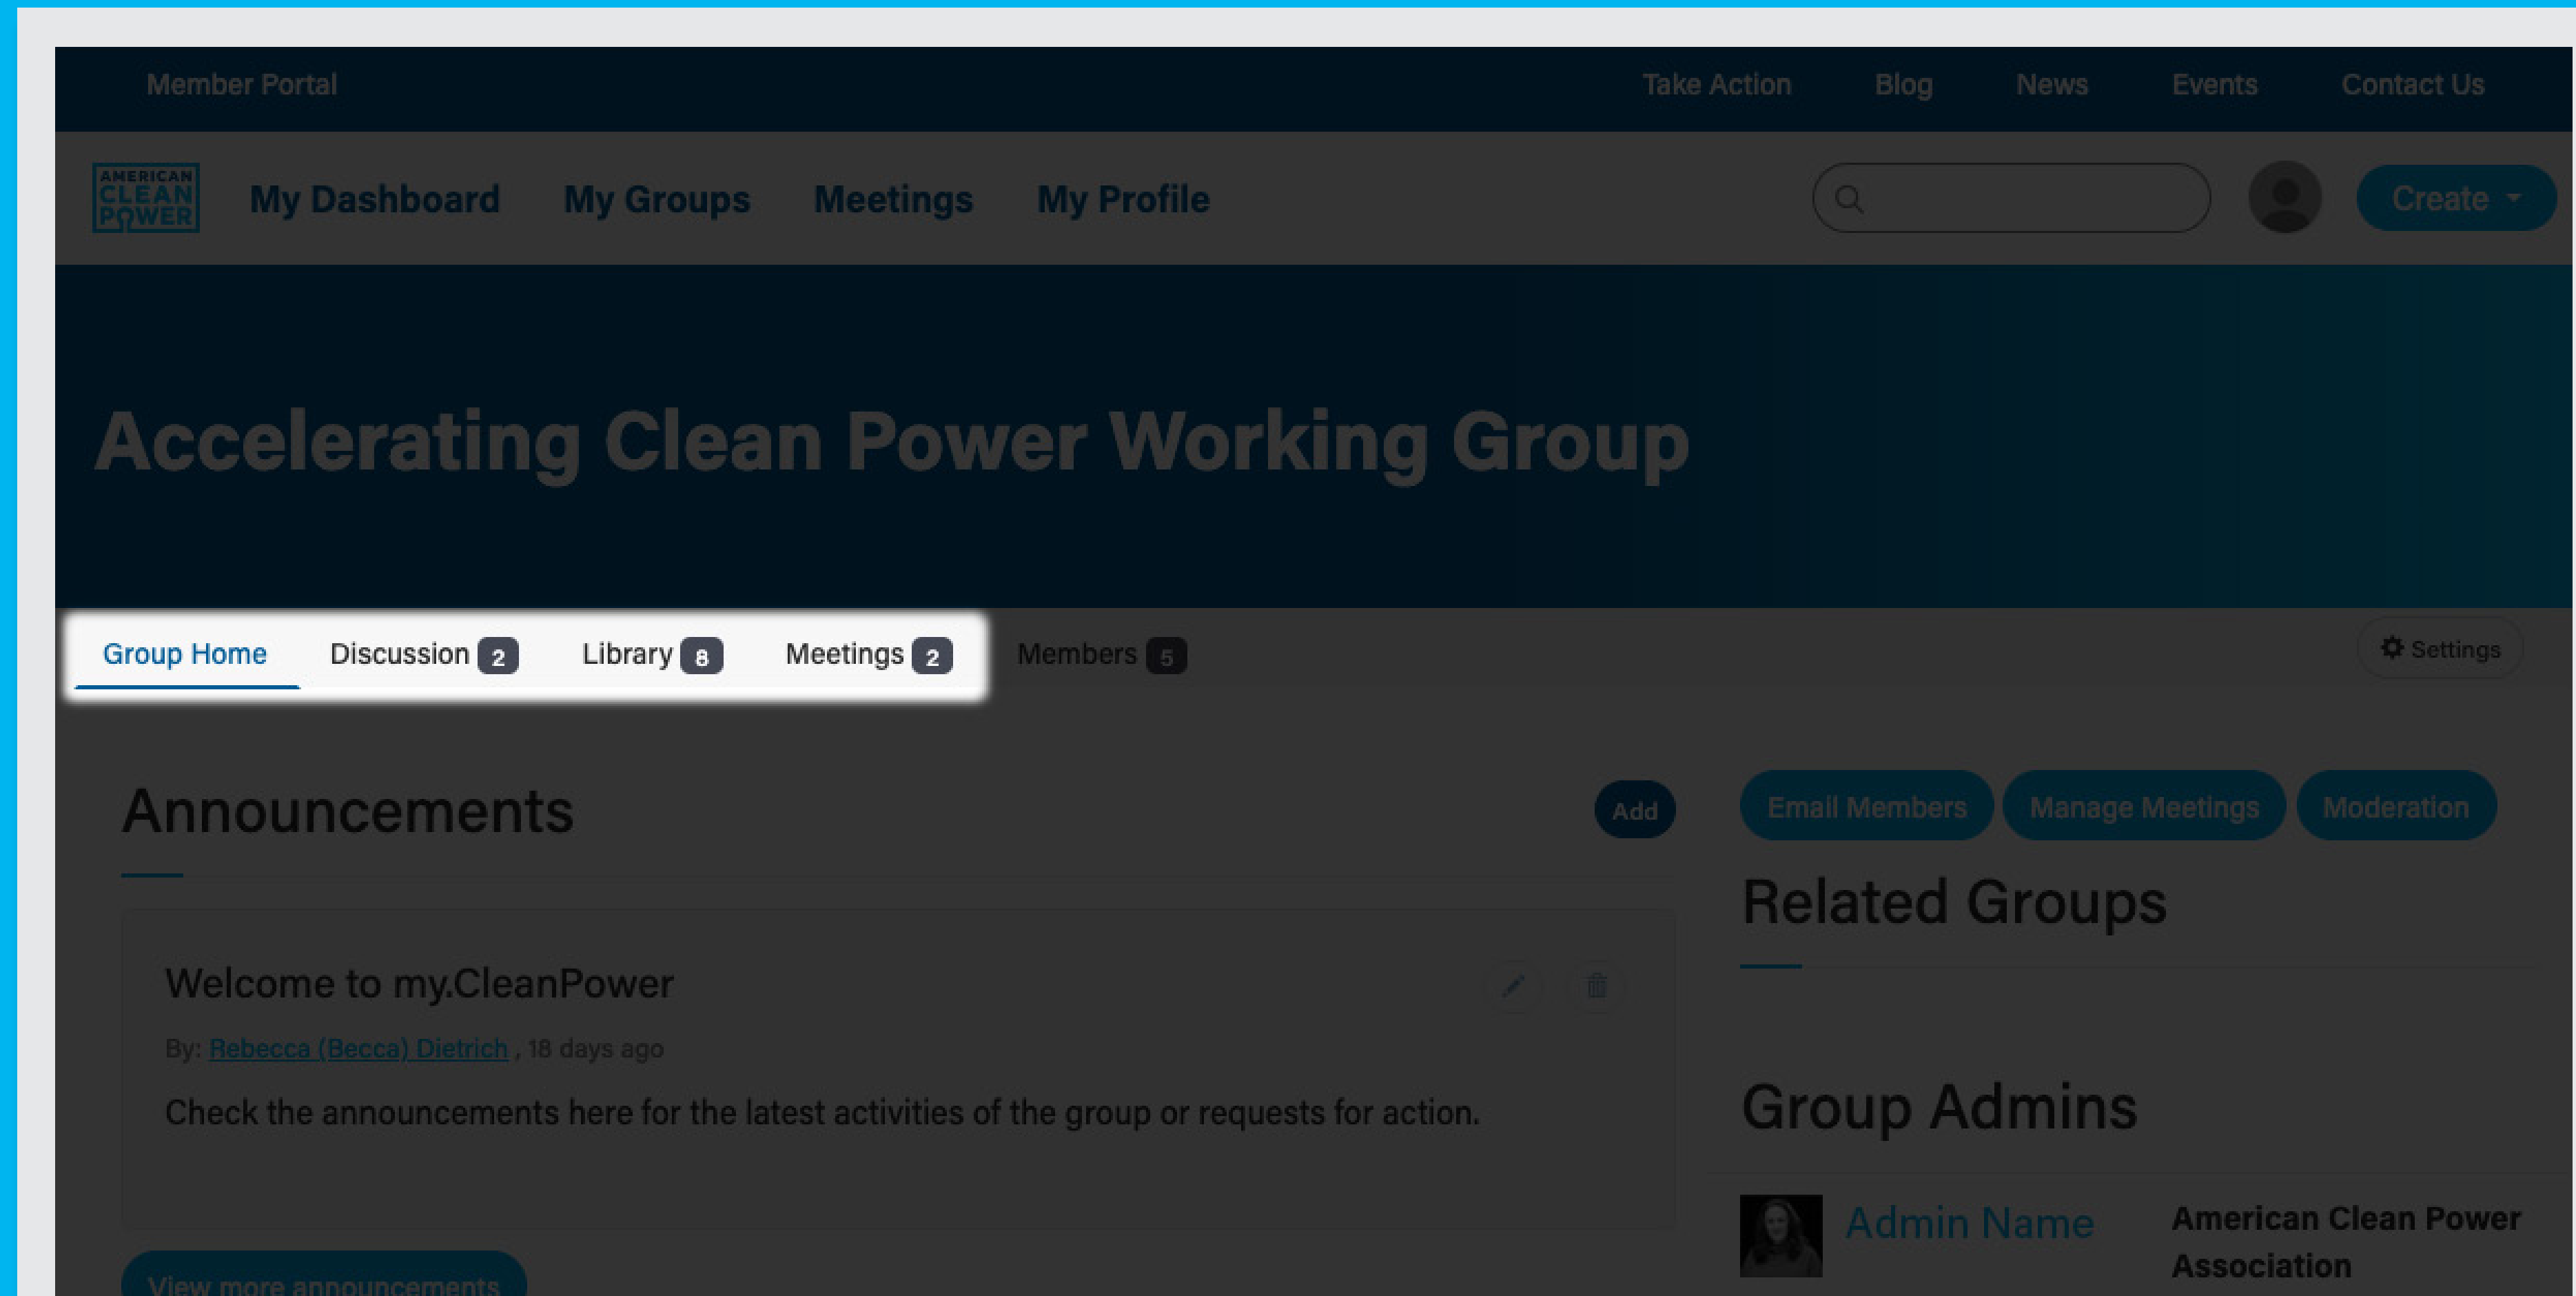 Member Portal
Take Action Blog News Events Contact Us
AMERICAN
CLEAN
POWER
My Dashboard My Groups Meetings My Profile
Create
Accelerating Clean Power Working Group
Group Home Discussion 2 Library 8 Meetings 2 Members 5
Settings
Announcements
Add
Welcome to my.CleanPower
By: Rebecca (Becca) Dietrich , 18 days ago
Check the announcements here for the latest activities of the group or requests for action.
View more announcements
Email Members Manage Meetings Moderation
Related Groups
Group Admins
Admin Name
American Clean Power
Association